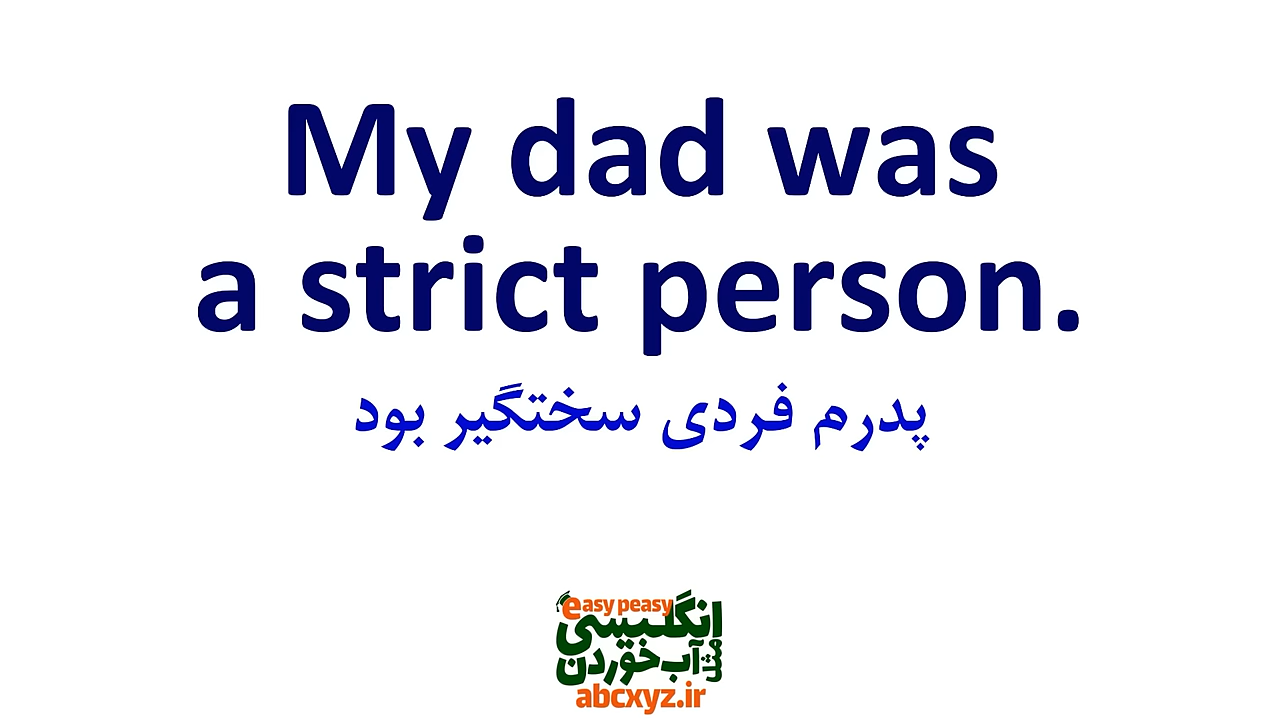 My dad was
a strict person.
پدرم فردی سختگیر بود
easy peasy
انگلیسی
مثل آب خوردن
abcxyz.ir